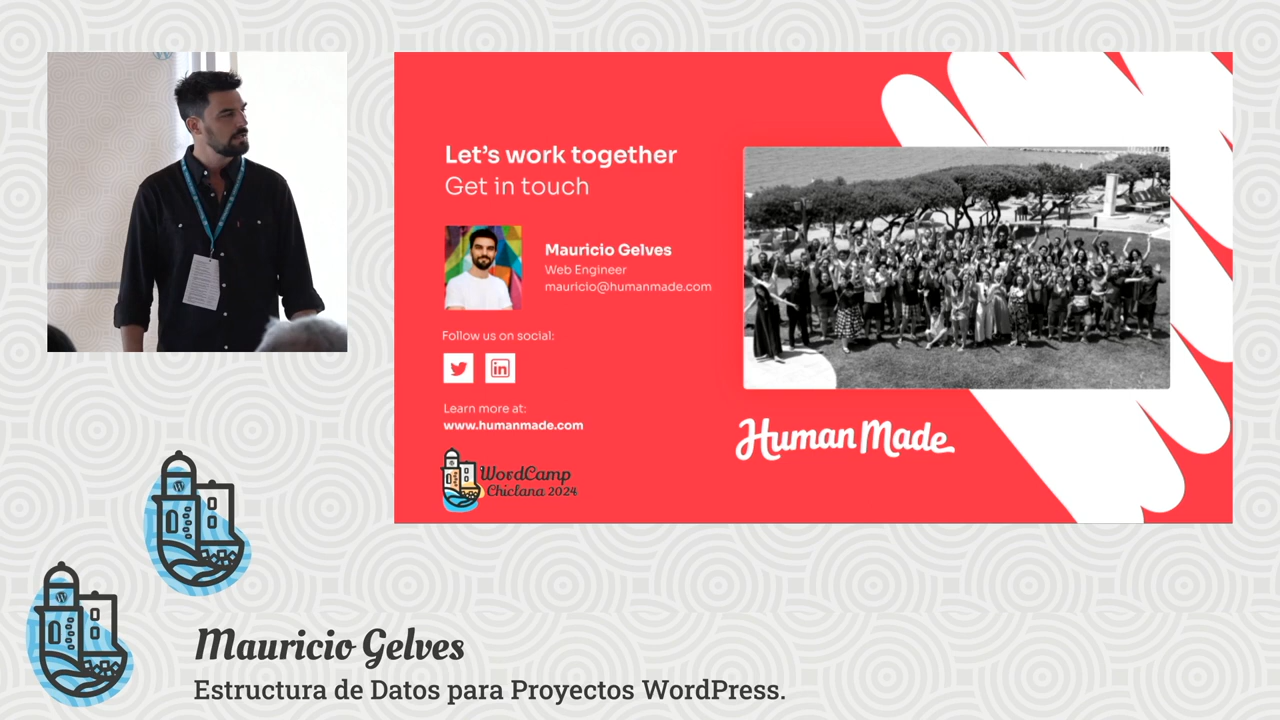 Let's work together
Get in touch
Mauricio Gelves
Web Engineer
mauricio@humanmade.com
Follow us on social:
in
Learn more at:
www.humanmade.com
WordCamp
Chiclana 2024
Human Made
Mauricio Gelves
Estructura de Datos para Proyectos WordPress.